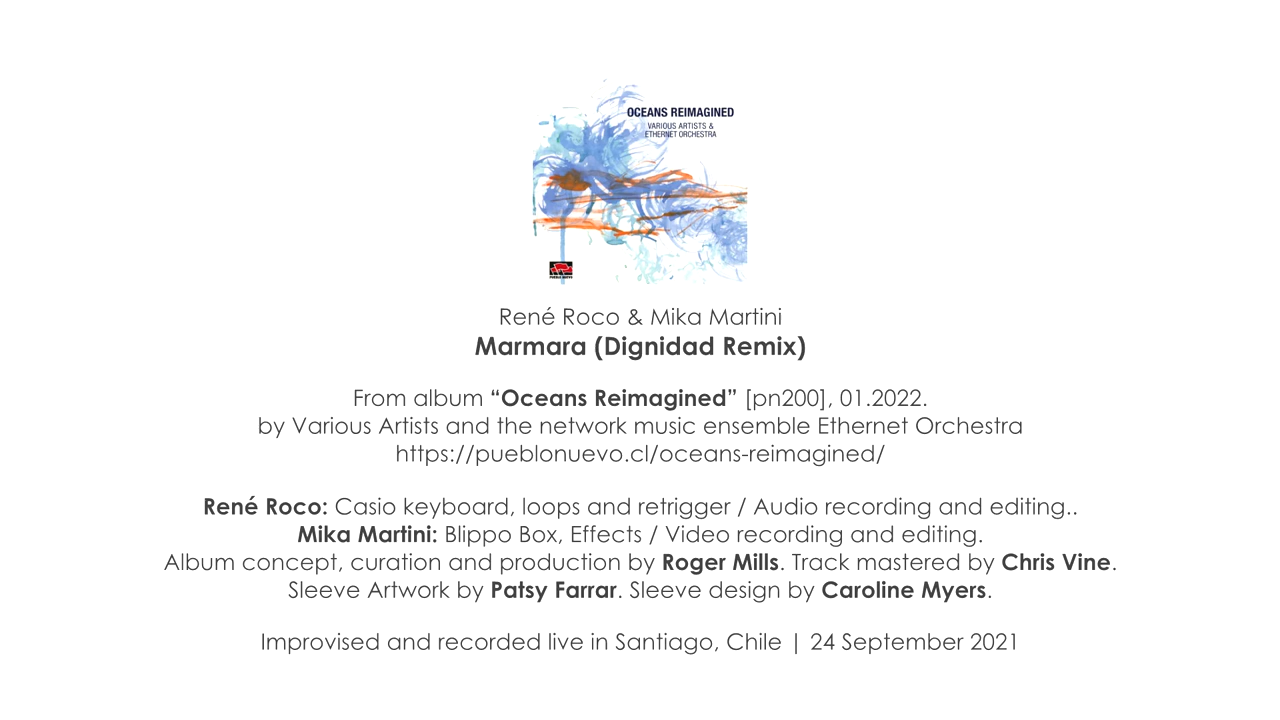 OCEANS REIMAGINED
VARIOUS ARTISTS &
ETHERNET ORCHESTRA
PUEBLO NUEVO
René Roco & Mika Martini
Marmara (Dignidad Remix)
From album “Oceans Reimagined” [pn200], 01.2022.
by Various Artists and the network music ensemble Ethernet Orchestra
https://pueblonuevo.cl/oceans-reimagined/
René Roco: Casio keyboard, loops and retrigger / Audio recording and editing..
Mika Martini: Blippo Box, Effects / Video recording and editing.
Album concept, curation and production by Roger Mills. Track mastered by Chris Vine.
Sleeve Artwork by Patsy Farrar. Sleeve design by Caroline Myers.
Improvised and recorded live in Santiago, Chile | 24 September 2021